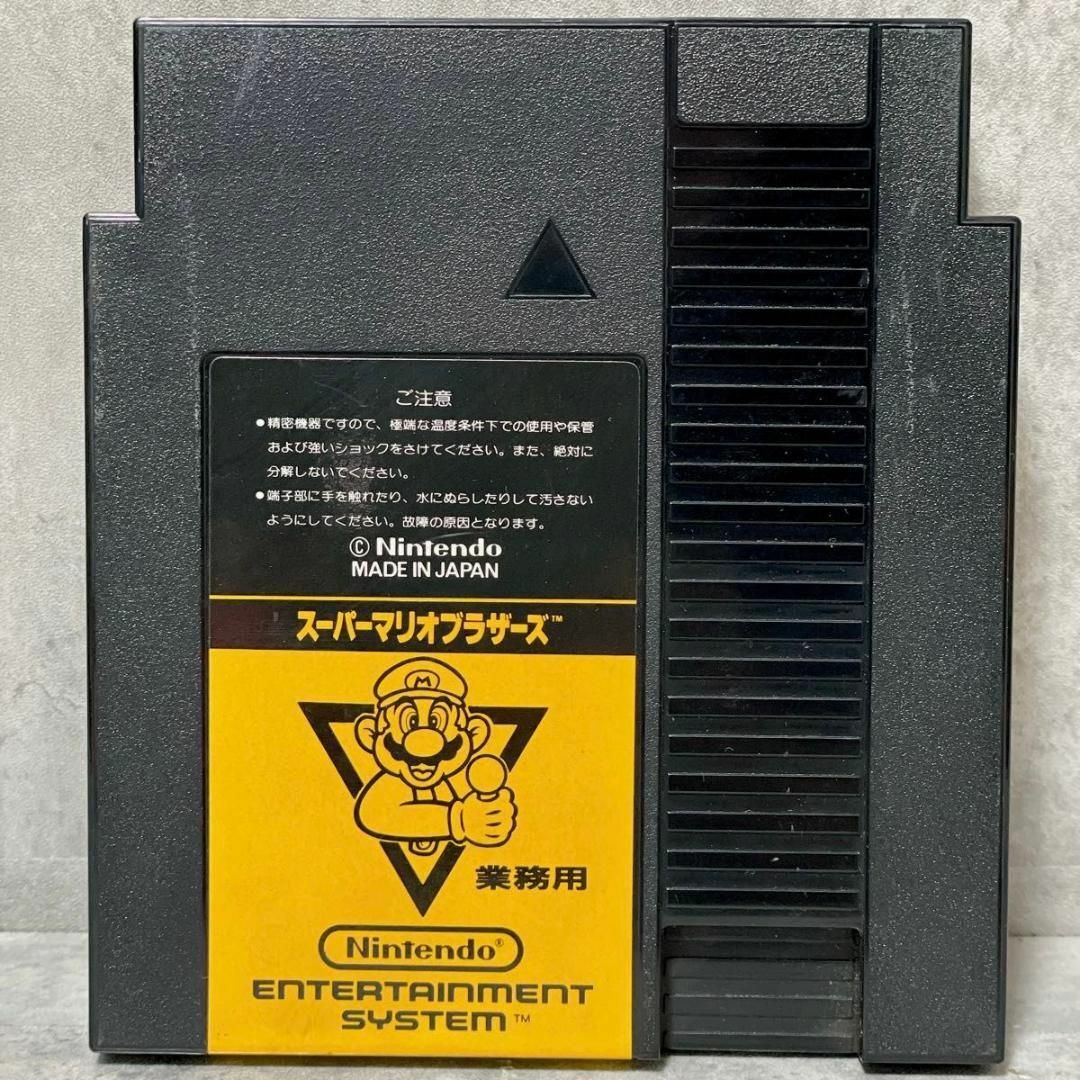 ご注意
●精密機器ですので、極端な温度条件下での使用や保管
および強いショックをさけてください。また、絶対に
分解しないでください。
●端子部に手を触れたり、水にぬらしたりして汚さない
ようにしてください。故障の原因となります。
© Nintendo
MADE IN JAPAN
スーパーマリオブラザーズ™
M
業務用
Nintendo®
ENTERTAINMENT
SYSTEM™